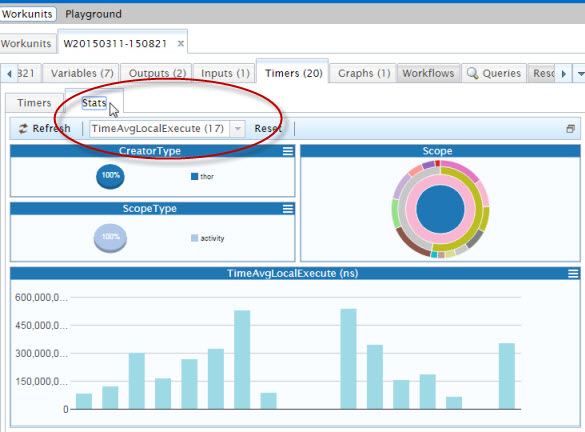 Workunits Playground
Workunits W20150311-150821 ×
821 Variables (7) Outputs (2) Inputs (1) Timers (20) Graphs (1) Workflows Queries Reso
Timers Stats
Refresh TimeAvgLocalExecute (17) Reset
CreatorType
100%
thor
Scope
ScopeType
100%
activity
TimeAvgLocalExecute (ns)
600,000,0...
450,000,0...
300,000,0...
150,000,0...
0